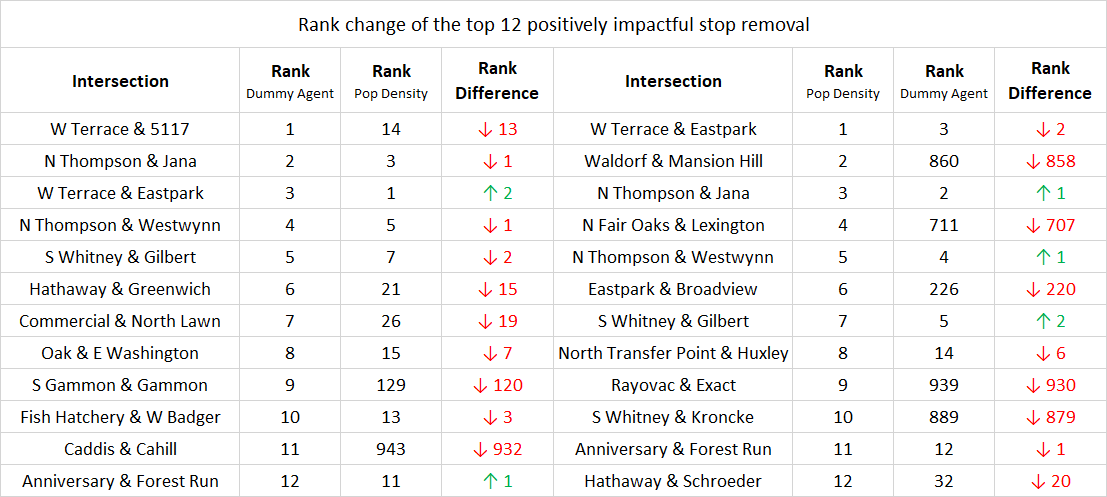 Rank change of the top 12 positively impactful stop removal
Intersection Rank Dummy Agent Rank Pop Density Rank Difference Intersection Rank Pop Density Rank Dummy Agent Rank Difference
W Terrace & 5117 1 14 ↓ 13 W Terrace & Eastpark 1 3 ↓ 2
N Thompson & Jana 2 3 ↓ 1 Waldorf & Mansion Hill 2 860 ↓ 858
W Terrace & Eastpark 3 1 ↑ 2 N Thompson & Jana 3 2 ↑ 1
N Thompson & Westwynn 4 5 ↓ 1 N Fair Oaks & Lexington 4 711 ↓ 707
S Whitney & Gilbert 5 7 ↓ 2 N Thompson & Westwynn 5 4 ↑ 1
Hathaway & Greenwich 6 21 ↓ 15 Eastpark & Broadview 6 226 ↓ 220
Commercial & North Lawn 7 26 ↓ 19 S Whitney & Gilbert 7 5 ↑ 2
Oak & E Washington 8 15 ↓ 7 North Transfer Point & Huxley 8 14 ↓ 6
S Gammon & Gammon 9 129 ↓ 120 Rayovac & Exact 9 939 ↓ 930
Fish Hatchery & W Badger 10 13 ↓ 3 S Whitney & Kroncke 10 889 ↓ 879
Caddis & Cahill 11 943 ↓ 932 Anniversary & Forest Run 11 12 ↓ 1
Anniversary & Forest Run 12 11 ↑ 1 Hathaway & Schroeder 12 32 ↓ 20